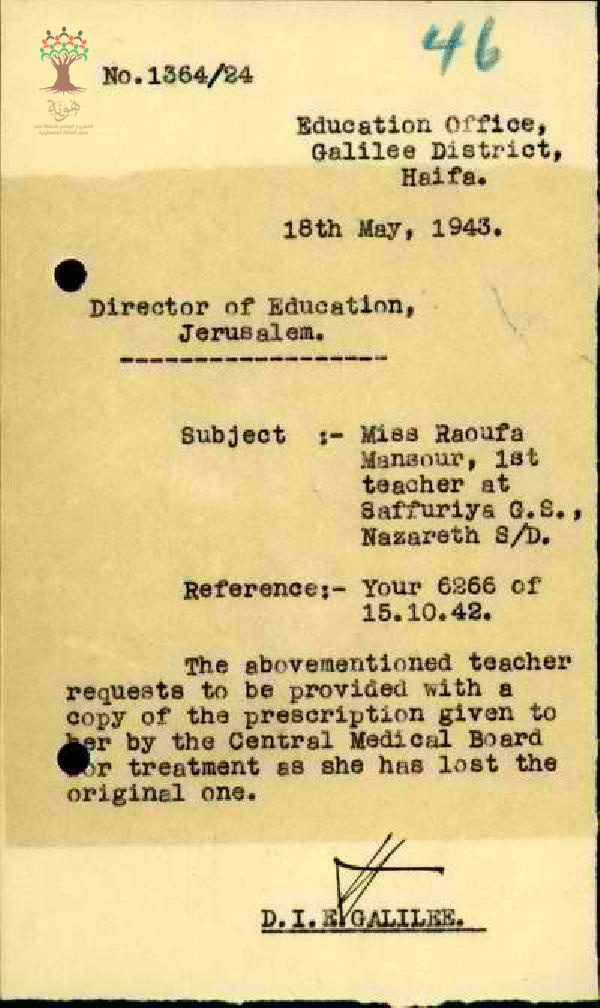 46
No.1364/24
هوية
Education Office,
Galilee District,
Haifa.
18th May, 1943.
Director of Education,
Jerusalem.
Subject :- Miss Raoufa
Mansour, 1st
teacher at
Saffuriya G.S.,
Nazareth S/D.
Reference:- Your 6266 of
15.10.42.
The abovementioned teacher
requests to be provided with a
copy of the prescription given to
her by the Central Medical Board
for treatment as she has lost the
original one.
D.I.E.GALILEE.